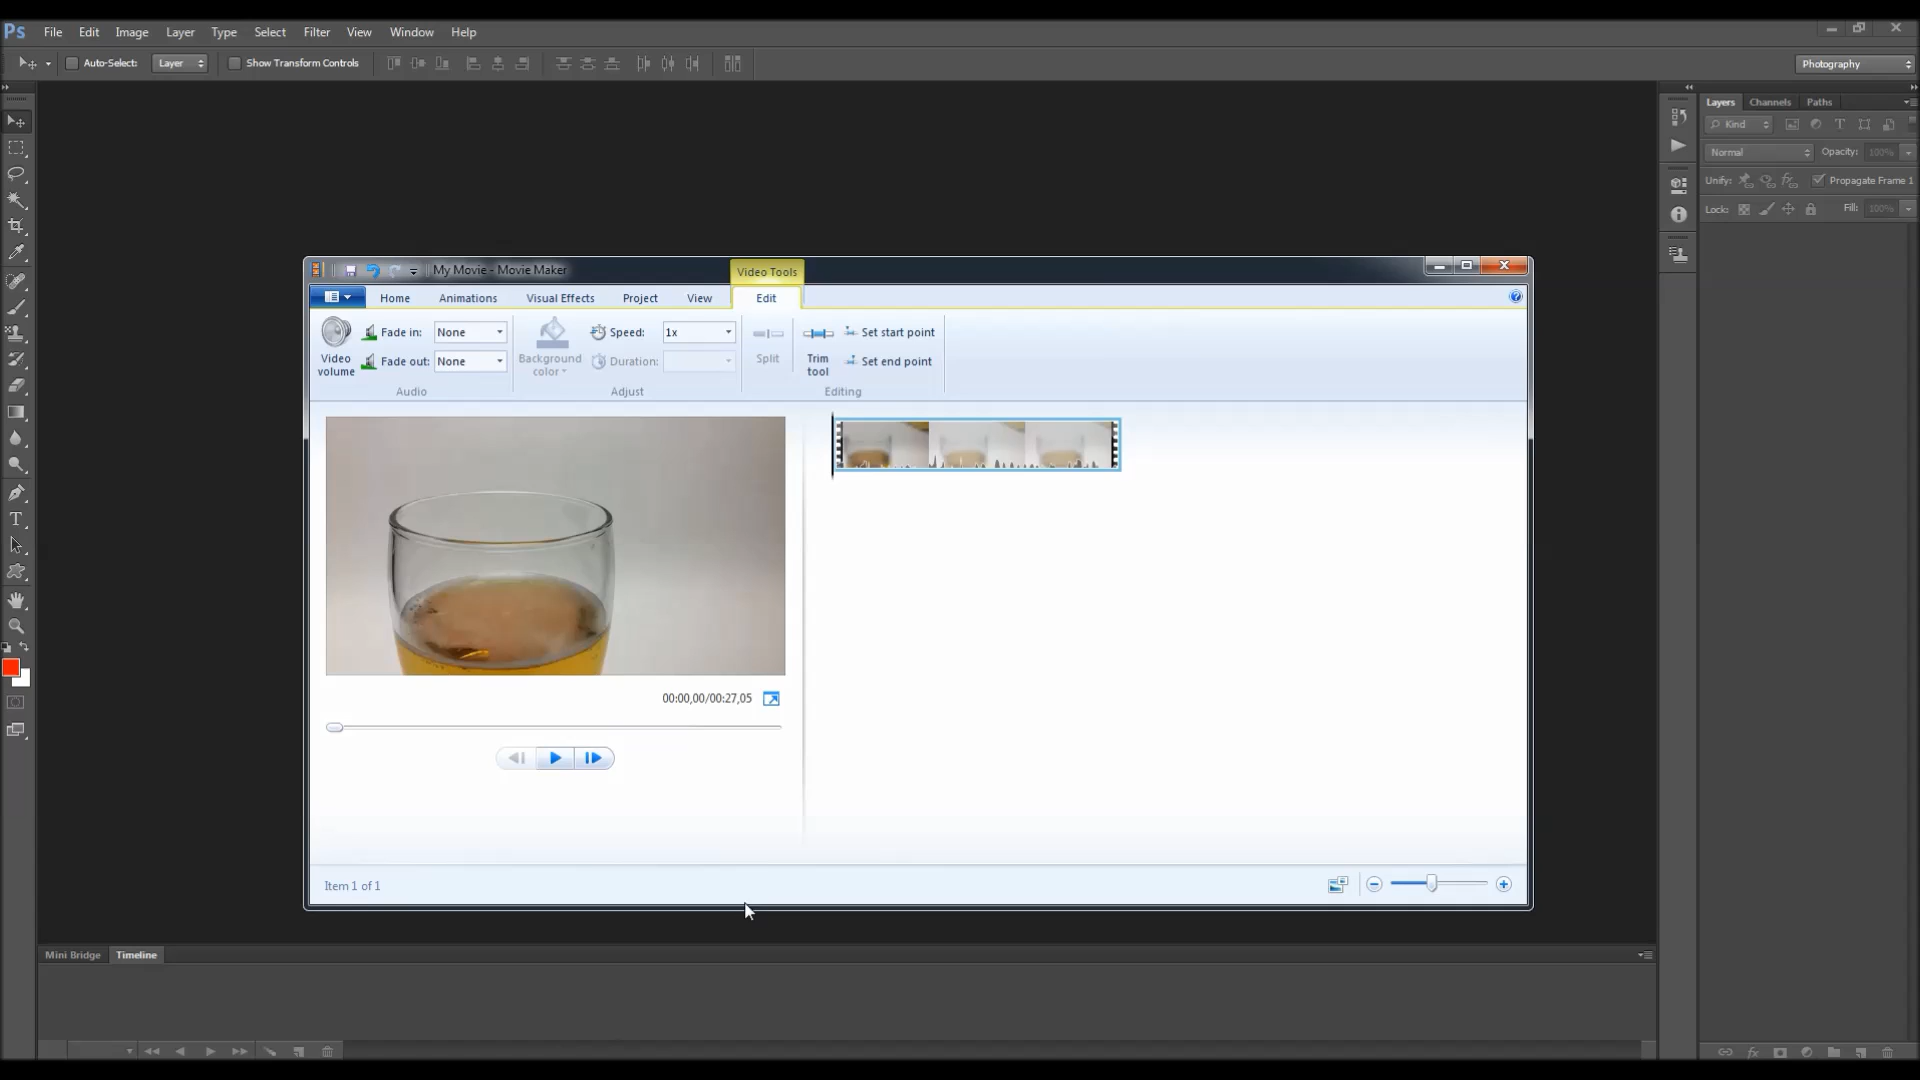 Ps File Edit Image Layer Type Select Filter View Window Help
Auto-Select: Layer Show Transform Controls Photography
Layers Channels Paths
Kind
Normal Opacity: 100%
Unify: Propagate Frame 1
Lock: Fill: 100%
My Movie - Movie Maker Video Tools
Home Animations Visual Effects Project View Edit
Fade in: None Speed: 1x Set start point
Video volume Fade out: None Background color Duration: Split Trim tool Set end point
Audio Adjust Editing
00:00,00/00:27,05
Item 1 of 1
Mini Bridge Timeline
fx